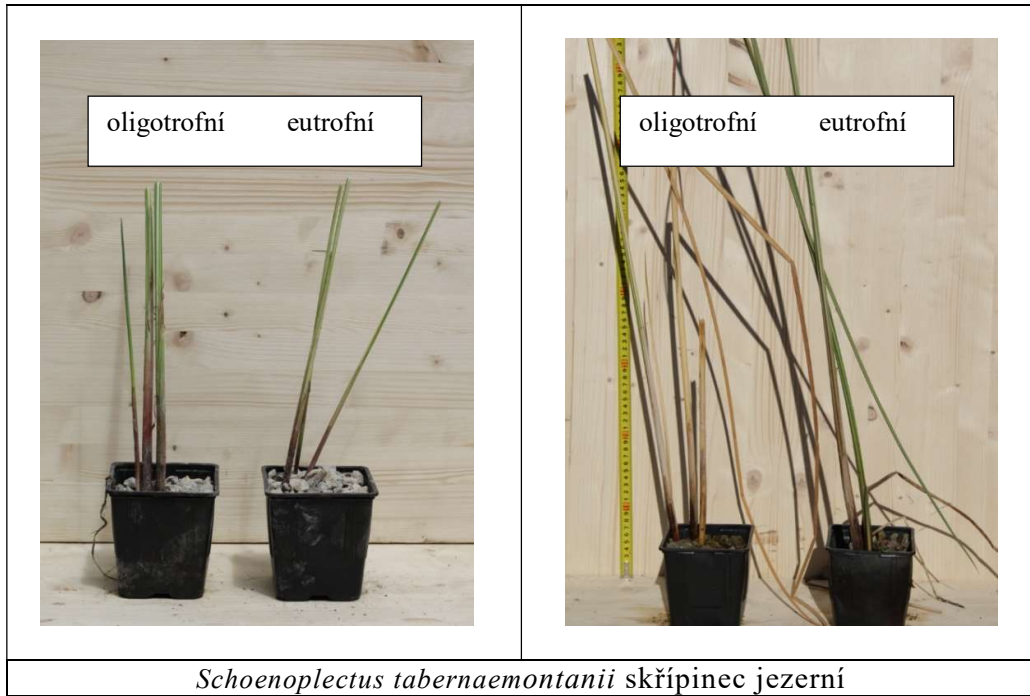 oligotrofní eutrofní
oligotrofní eutrofní
Schoenoplectus tabernaemontanii skřípinec jezerní